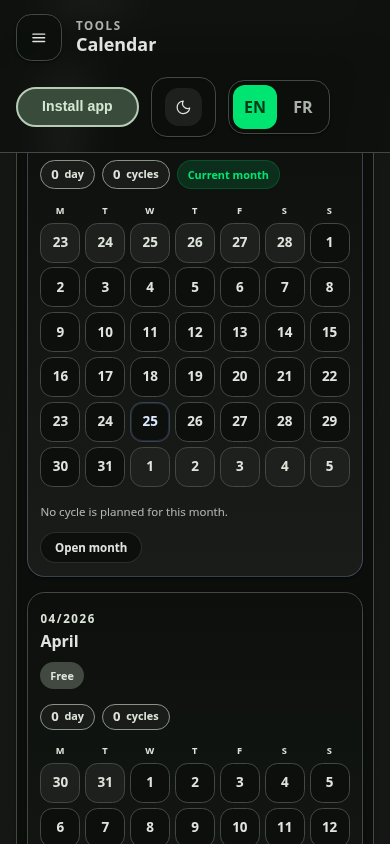 TOOLS
Calendar
Install app
EN FR
0 day 0 cycles Current month
M T W T F S S
23 24 25 26 27 28 1
2 3 4 5 6 7 8
9 10 11 12 13 14 15
16 17 18 19 20 21 22
23 24 25 26 27 28 29
30 31 1 2 3 4 5
No cycle is planned for this month.
Open month
04/2026
April
Free
0 day 0 cycles
M T W T F S S
30 31 1 2 3 4 5
6 7 8 9 10 11 12